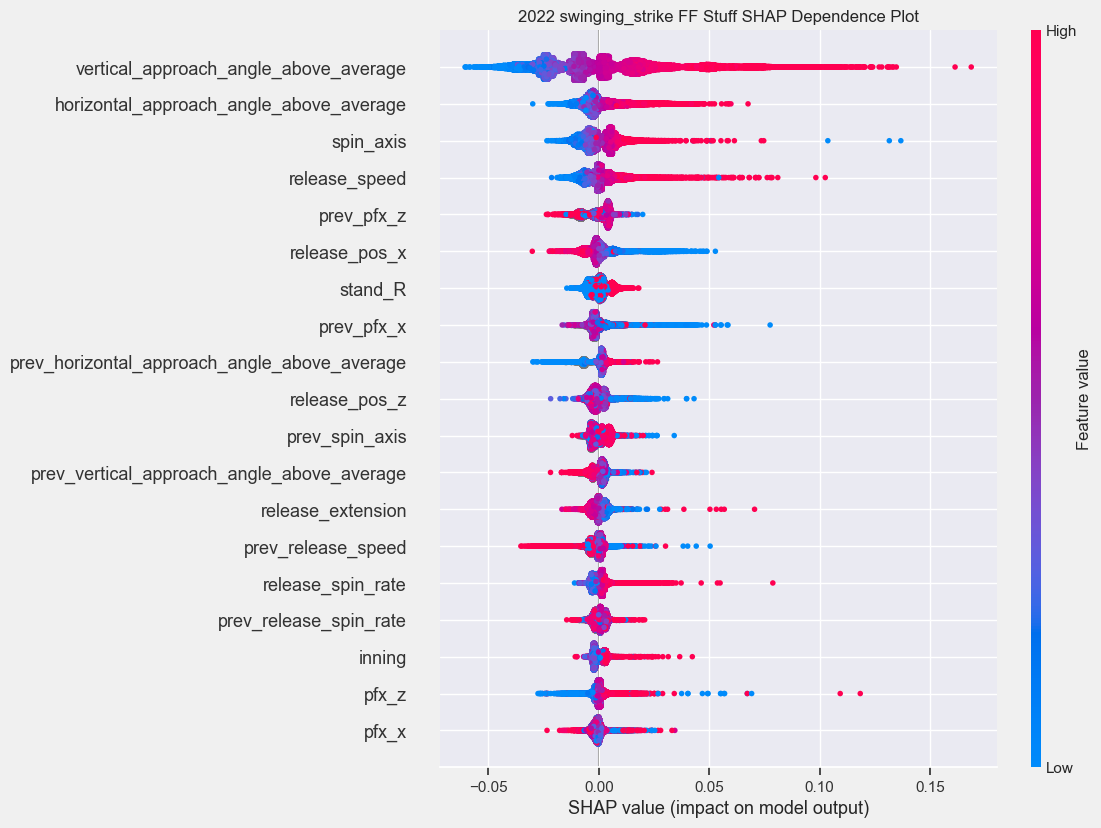 2022 swinging_strike FF Stuff SHAP Dependence Plot
High
vertical_approach_angle_above_average
horizontal_approach_angle_above_average
spin_axis
release_speed
prev_pfx_z
release_pos_x
stand_R
prev_pfx_x
prev_horizontal_approach_angle_above_average
release_pos_z
prev_spin_axis
prev_vertical_approach_angle_above_average
release_extension
prev_release_speed
release_spin_rate
prev_release_spin_rate
inning
pfx_z
pfx_x
Feature value
Low
−0.05 0.00 0.05 0.10 0.15
SHAP value (impact on model output)